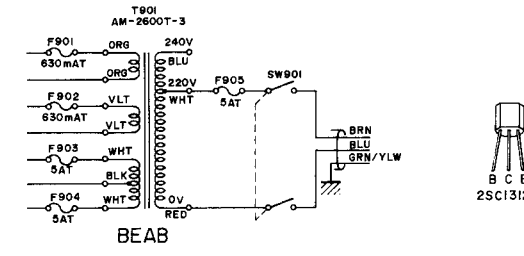 T901
AM-2600T-3
F901
630mAT
ORG
ORG
240V
BLU
220V
WHT
F905
5AT
SW901
F902
630mAT
VLT
VLT
F903
5AT
WHT
BLK
F904
5AT
WHT
0V
RED
BRN
BLU
GRN/YLW
BEAB
B C E
2SC1312